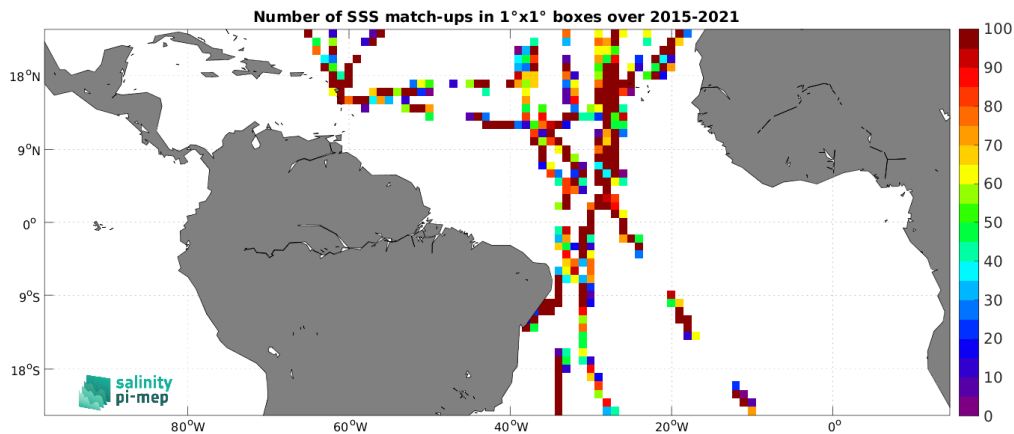 Number of SSS match-ups in 1°x1° boxes over 2015-2021
100
90
80
70
60
50
40
30
20
10
0
18°N
9°N
0°
9°S
18°S
salinity
pi-mep
80°W
60°W
40°W
20°W
0°